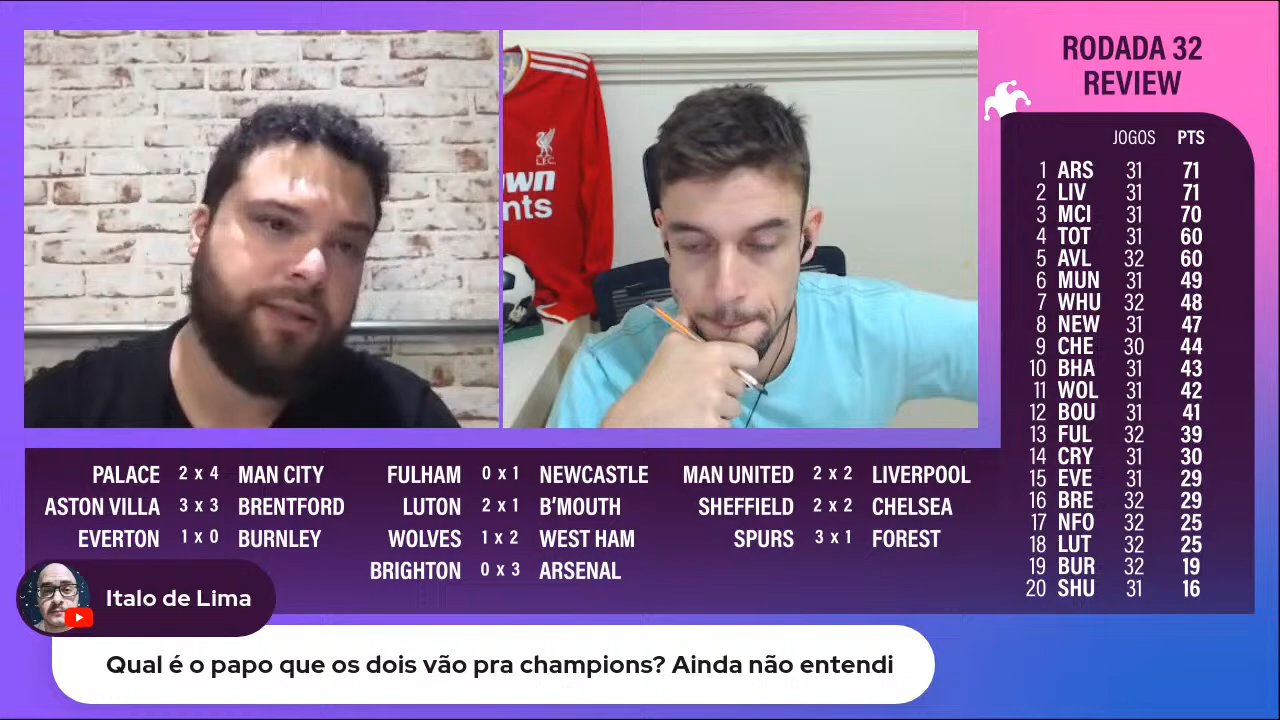 RODADA 32
REVIEW
JOGOS PTS
1 ARS 31 71
2 LIV 31 71
3 MCI 31 70
4 TOT 31 60
5 AVL 32 60
6 MUN 31 49
7 WHU 32 48
8 NEW 31 47
9 CHE 30 44
10 BHA 31 43
11 WOL 31 42
12 BOU 31 41
13 FUL 32 39
14 CRY 31 30
15 EVE 31 29
16 BRE 32 29
17 NFO 32 25
18 LUT 32 25
19 BUR 32 19
20 SHU 31 16
L.F.C.
wn
nts
PALACE 2 x 4 MAN CITY
ASTON VILLA 3 x 3 BRENTFORD
EVERTON 1 x 0 BURNLEY
FULHAM 0 x 1 NEWCASTLE
LUTON 2 x 1 B'MOUTH
WOLVES 1 x 2 WEST HAM
BRIGHTON 0 x 3 ARSENAL
MAN UNITED 2 x 2 LIVERPOOL
SHEFFIELD 2 x 2 CHELSEA
SPURS 3 x 1 FOREST
Italo de Lima
Qual é o papo que os dois vão pra champions? Ainda não entendi